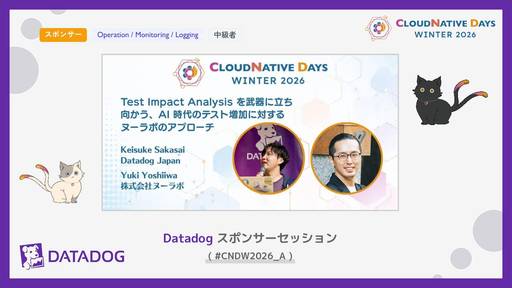 スポンサー
Operation / Monitoring / Logging
中級者
CLOUDNATIVE DAYS
WINTER 2026
CLOUDNATIVE DAYS
WINTER 2026
Test Impact Analysis を武器に立ち
向かう、AI 時代のテスト増加に対する
ヌーラボのアプローチ
Keisuke Sakasai
Datadog Japan
Yuki Yoshiiwa
株式会社ヌーラボ
Datadog スポンサーセッション
( #CNDW2026_A )
DATADOG